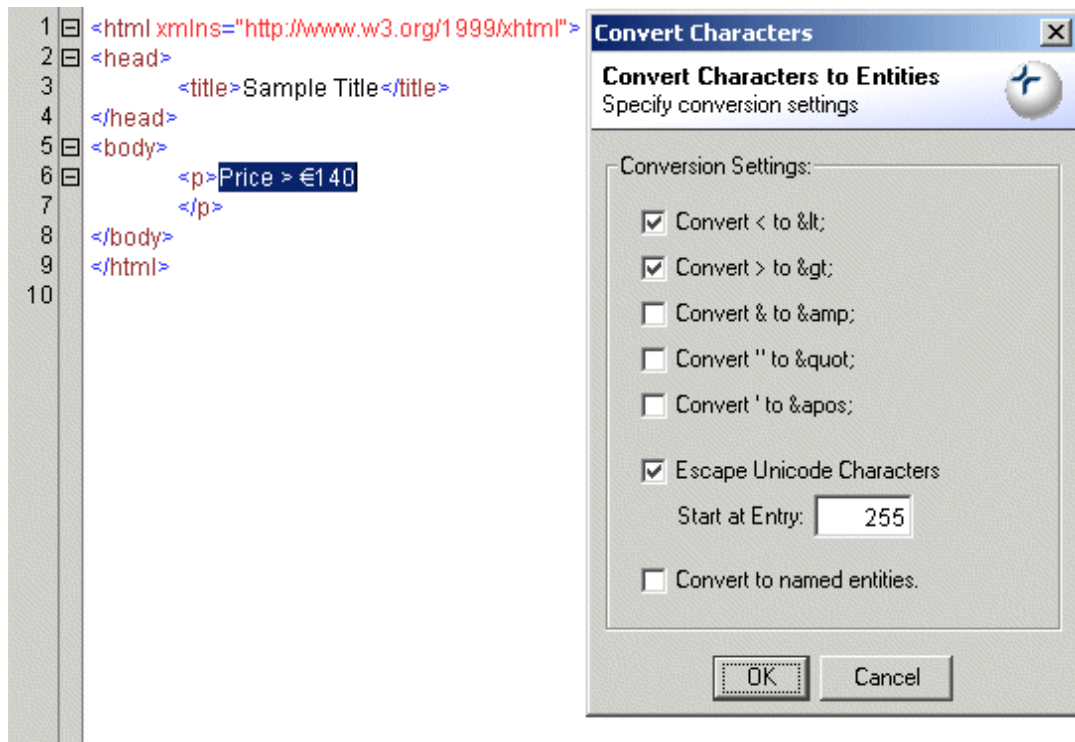 1 <html xmlns="http://www.w3.org/1999/xhtml">
2 <head>
3 <title>Sample Title</title>
4 </head>
5 <body>
6 <p>Price > €140
7 </p>
8 </body>
9 </html>
10
Convert Characters
Convert Characters to Entities
Specify conversion settings
Conversion Settings:
Convert < to &lt;
Convert > to &gt;
Convert & to &amp;
Convert " to &quot;
Convert ' to &apos;
Escape Unicode Characters
Start at Entry: 255
Convert to named entities.
OK Cancel